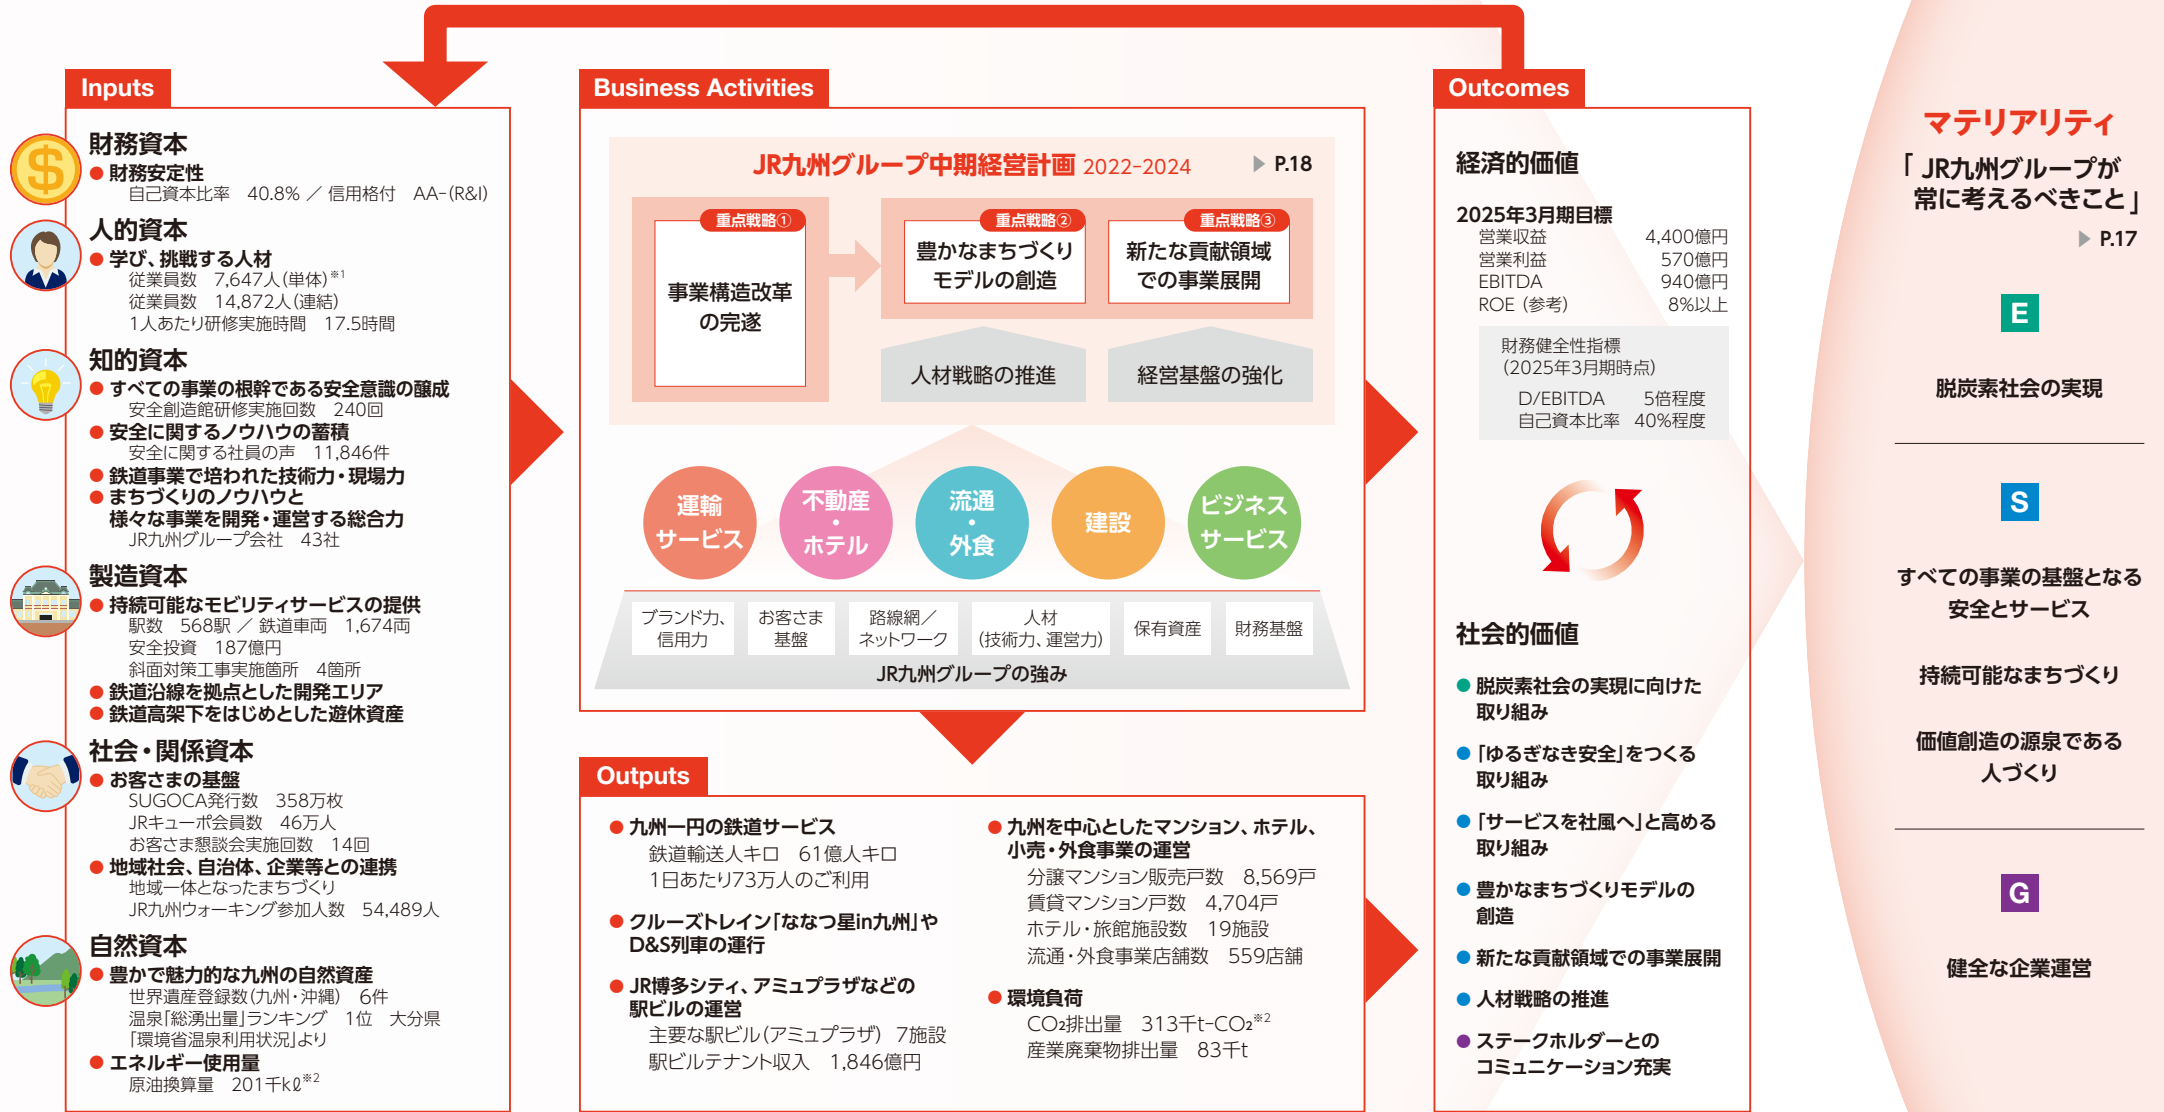 Inputs
財務資本
● 財務安定性
自己資本比率　40.8% ／ 信用格付　AA-(R&I)
人的資本
● 学び、挑戦する人材
従業員数　7,647人(単体)※1
従業員数　14,872人(連結)
1人あたり研修実施時間　17.5時間
知的資本
● すべての事業の根幹である安全意識の醸成
安全創造館研修実施回数　240回
● 安全に関するノウハウの蓄積
安全に関する社員の声　11,846件
● 鉄道事業で培われた技術力・現場力
● まちづくりのノウハウと
様々な事業を開発・運営する総合力
JR九州グループ会社　43社
製造資本
● 持続可能なモビリティサービスの提供
駅数　568駅 ／ 鉄道車両　1,674両
安全投資　187億円
斜面対策工事実施箇所　4箇所
● 鉄道沿線を拠点とした開発エリア
● 鉄道高架下をはじめとした遊休資産
社会・関係資本
● お客さまの基盤
SUGOCA発行数　358万枚
JRキューポ会員数　46万人
お客さま懇談会実施回数　14回
● 地域社会、自治体、企業等との連携
地域一体となったまちづくり
JR九州ウォーキング参加人数　54,489人
自然資本
● 豊かで魅力的な九州の自然資産
世界遺産登録数(九州・沖縄)　6件
温泉「総湧出量」ランキング　1位　大分県
「環境省温泉利用状況」より
● エネルギー使用量
原油換算量　201千kℓ※2
Business Activities
JR九州グループ中期経営計画 2022-2024
▶ P.18
重点戦略①
事業構造改革
の完遂
重点戦略②
豊かなまちづくり
モデルの創造
重点戦略③
新たな貢献領域
での事業展開
人材戦略の推進
経営基盤の強化
運輸
サービス
不動産
・
ホテル
流通
・
外食
建設
ビジネス
サービス
ブランド力、
信用力
お客さま
基盤
路線網／
ネットワーク
人材
(技術力、運営力)
保有資産
財務基盤
JR九州グループの強み
Outputs
● 九州一円の鉄道サービス
鉄道輸送人キロ　61億人キロ
1日あたり73万人のご利用
● クルーズトレイン「ななつ星in九州」や
D&S列車の運行
● JR博多シティ、アミュプラザなどの
駅ビルの運営
主要な駅ビル(アミュプラザ)　7施設
駅ビルテナント収入　1,846億円
● 九州を中心としたマンション、ホテル、
小売・外食事業の運営
分譲マンション販売戸数　8,569戸
賃貸マンション戸数　4,704戸
ホテル・旅館施設数　19施設
流通・外食事業店舗数　559店舗
● 環境負荷
CO₂排出量　313千t-CO₂※2
産業廃棄物排出量　83千t
Outcomes
経済的価値
2025年3月期目標
営業収益　4,400億円
営業利益　570億円
EBITDA　940億円
ROE (参考)　8%以上
財務健全性指標
(2025年3月期時点)
D/EBITDA　5倍程度
自己資本比率　40%程度
社会的価値
● 脱炭素社会の実現に向けた
取り組み
● 「ゆるぎなき安全」をつくる
取り組み
● 「サービスを社風へ」と高める
取り組み
● 豊かなまちづくりモデルの
創造
● 新たな貢献領域での事業展開
● 人材戦略の推進
● ステークホルダーとの
コミュニケーション充実
マテリアリティ
「JR九州グループが
常に考えるべきこと」
▶ P.17
E
脱炭素社会の実現
S
すべての事業の基盤となる
安全とサービス
持続可能なまちづくり
価値創造の源泉である
人づくり
G
健全な企業運営